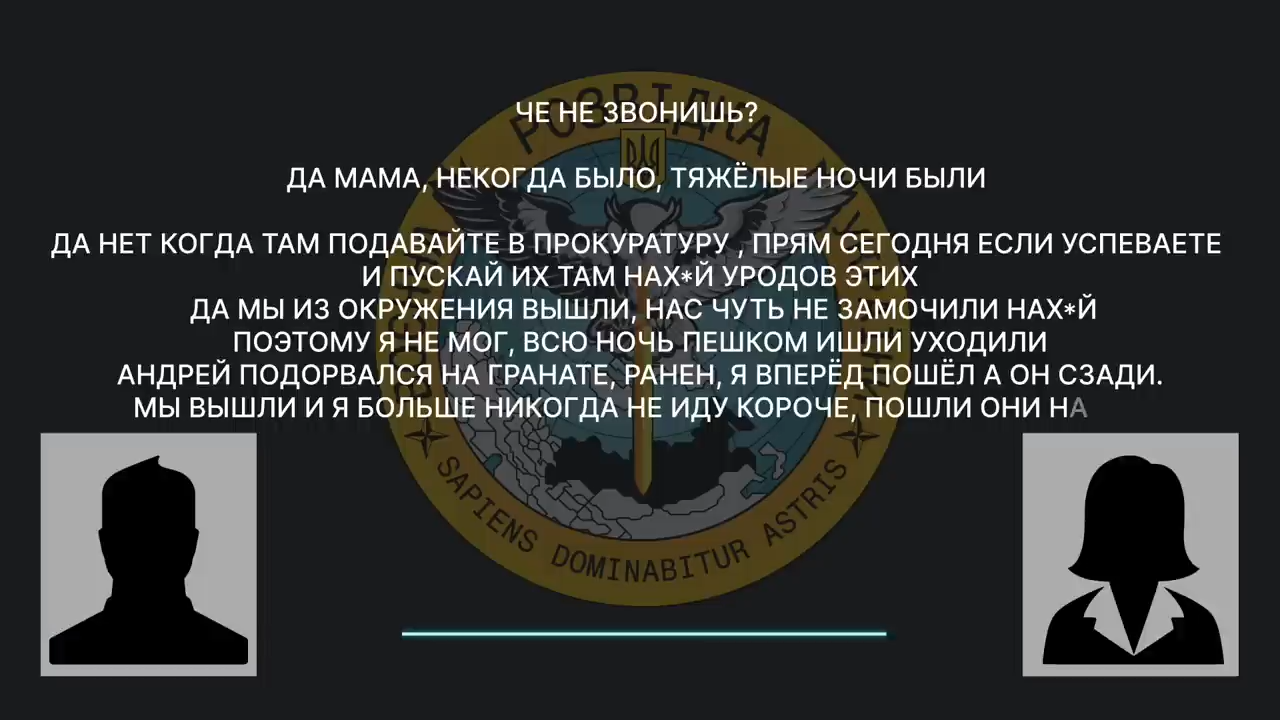 ЧЕ НЕ ЗВОНИШЬ?
ДА МАМА, НЕКОГДА БЫЛО, ТЯЖЁЛЫЕ НОЧИ БЫЛИ
ДА НЕТ КОГДА ТАМ ПОДАВАЙТЕ В ПРОКУРАТУРУ , ПРЯМ СЕГОДНЯ ЕСЛИ УСПЕВАЕТЕ
И ПУСКАЙ ИХ ТАМ НАХ*Й УРОДОВ ЭТИХ
ДА МЫ ИЗ ОКРУЖЕНИЯ ВЫШЛИ, НАС ЧУТЬ НЕ ЗАМОЧИЛИ НАХ*Й
ПОЭТОМУ Я НЕ МОГ, ВСЮ НОЧЬ ПЕШКОМ ИШЛИ УХОДИЛИ
АНДРЕЙ ПОДОРВАЛСЯ НА ГРАНАТЕ, РАНЕН, Я ВПЕРЁД ПОШЁЛ А ОН СЗАДИ.
МЫ ВЫШЛИ И Я БОЛЬШЕ НИКОГДА НЕ ИДУ КОРОЧЕ, ПОШЛИ ОНИ НА
РОЗВІДКА
SAPIENS DOMINABITUR ASTRIS